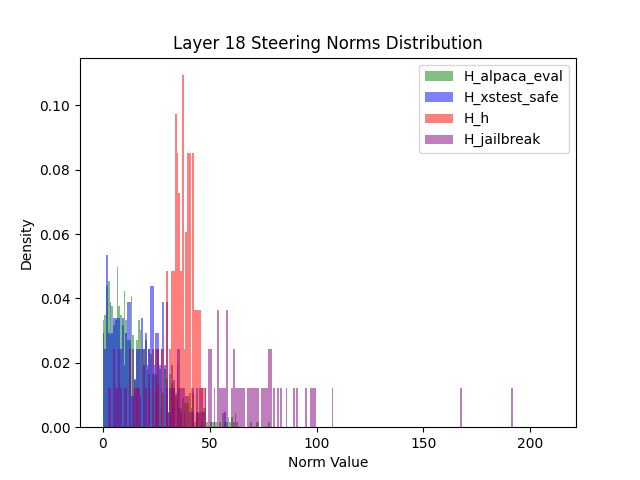 Layer 18 Steering Norms Distribution
H_alpaca_eval
H_xstest_safe
H_h
H_jailbreak
Density
0.10
0.08
0.06
0.04
0.02
0.00
0
50
100
150
200
Norm Value